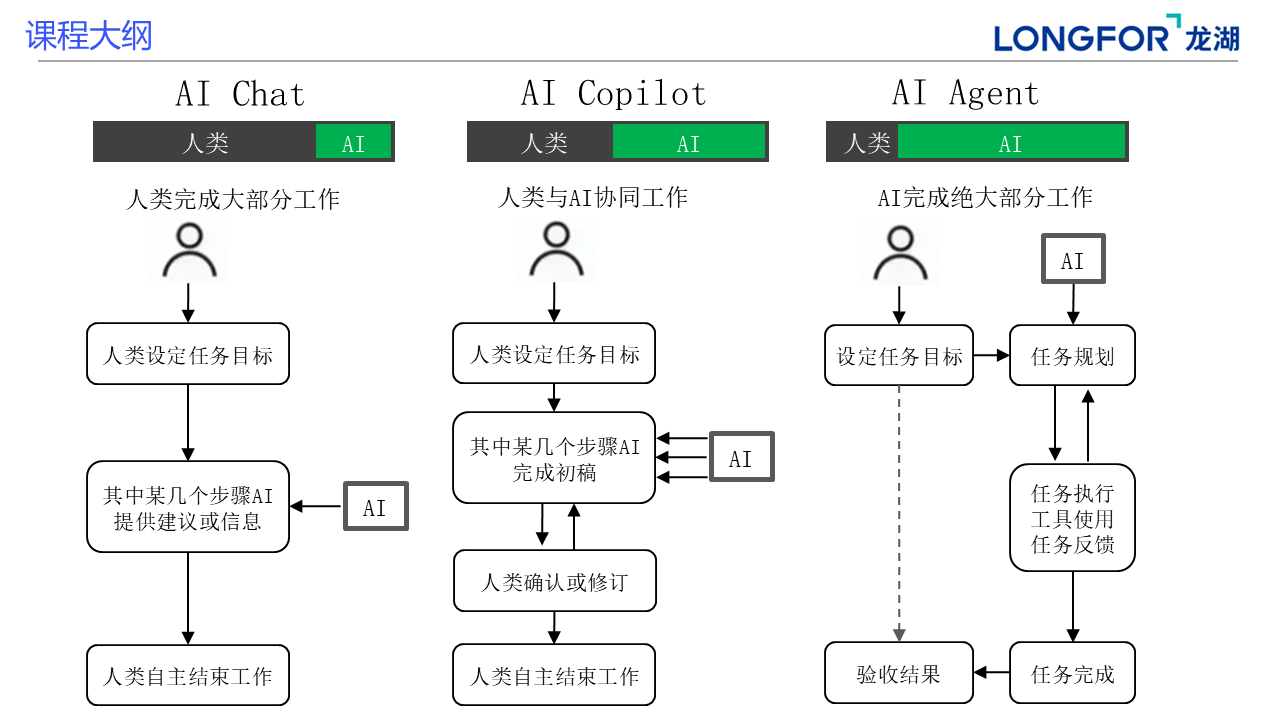 课程大纲
LONGFOR 龙湖
AI Chat
人类 AI
人类完成大部分工作
人类设定任务目标
其中某几个步骤AI
提供建议或信息
AI
人类自主结束工作
AI Copilot
人类 AI
人类与AI协同工作
人类设定任务目标
其中某几个步骤AI
完成初稿
AI
人类确认或修订
人类自主结束工作
AI Agent
人类 AI
AI完成绝大部分工作
AI
设定任务目标
任务规划
任务执行
工具使用
任务反馈
验收结果
任务完成